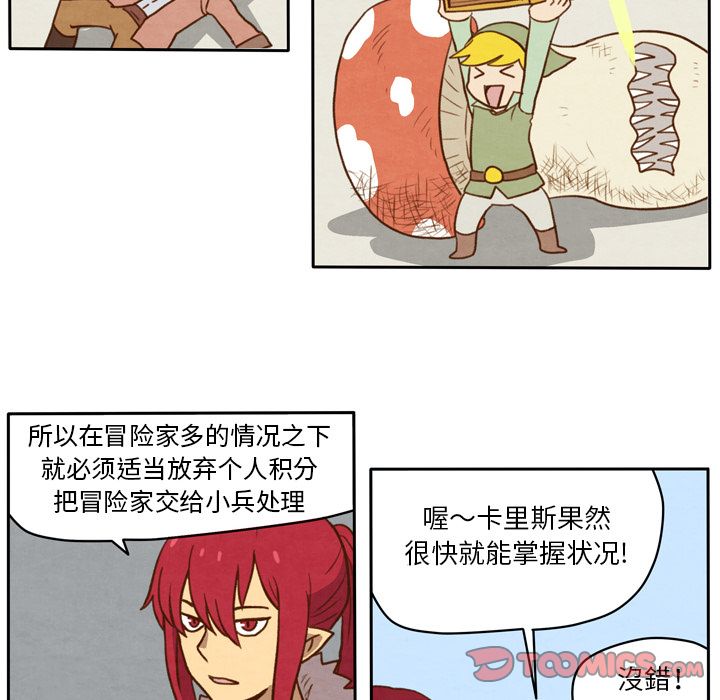 所以在冒险家多的情况之下
就必须适当放弃个人积分
把冒险家交给小兵处理
喔～卡里斯果然
很快就能掌握状况!
沒錯!
TOOMICS.COM